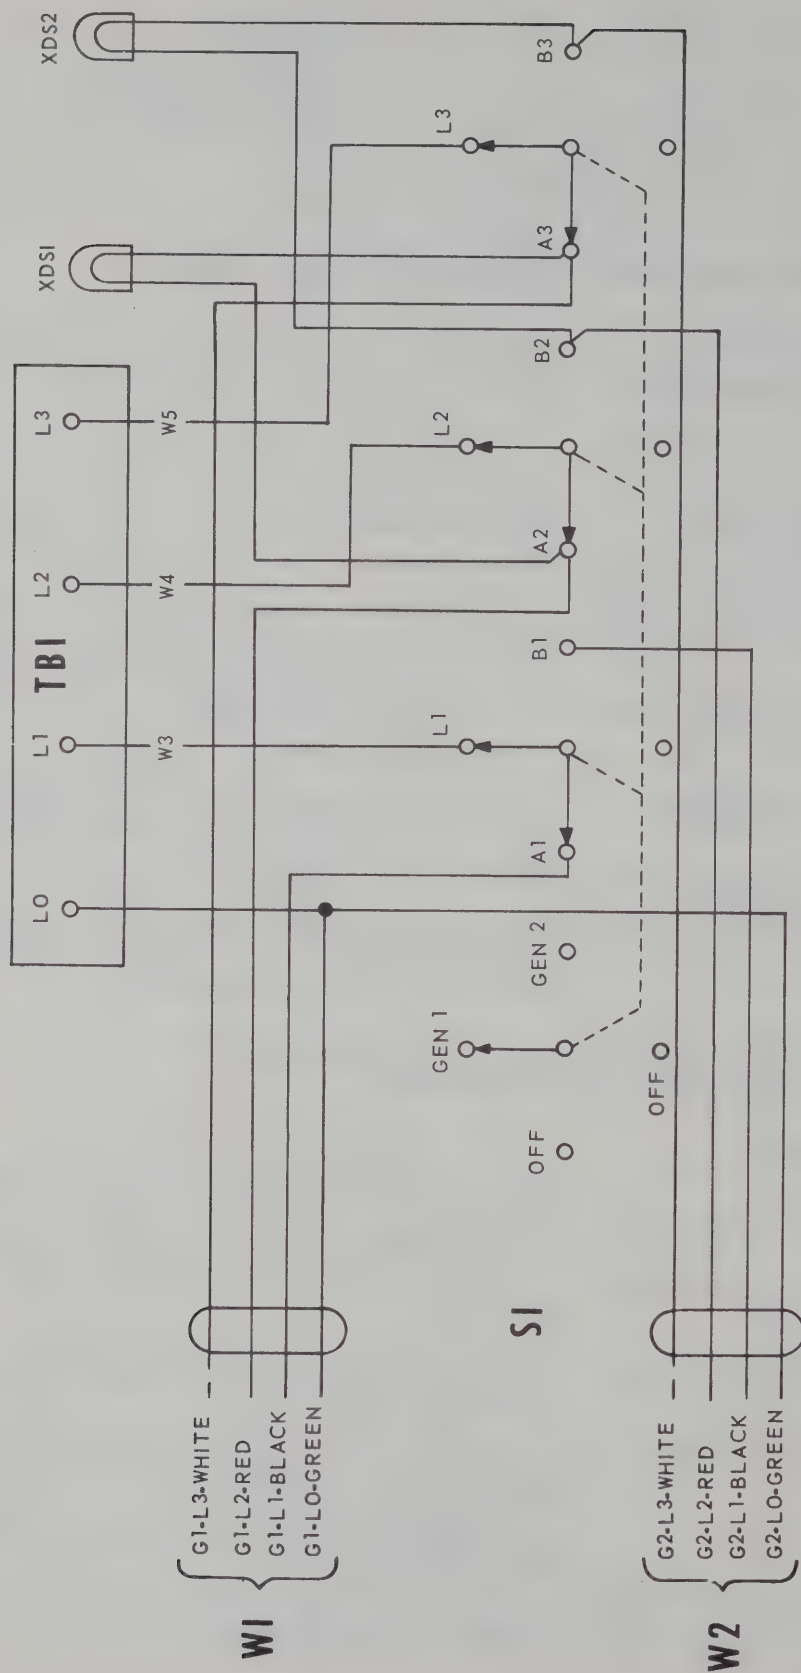 XDS2
XDS1
TB1
L0
L1
L2
L3
W3
W4
W5
L1
L2
L3
A1
B1
A2
B2
A3
B3
GEN 1
GEN 2
OFF
OFF
S1
W1
G1-L3-WHITE
G1-L2-RED
G1-L1-BLACK
G1-L0-GREEN
W2
G2-L3-WHITE
G2-L2-RED
G2-L1-BLACK
G2-L0-GREEN